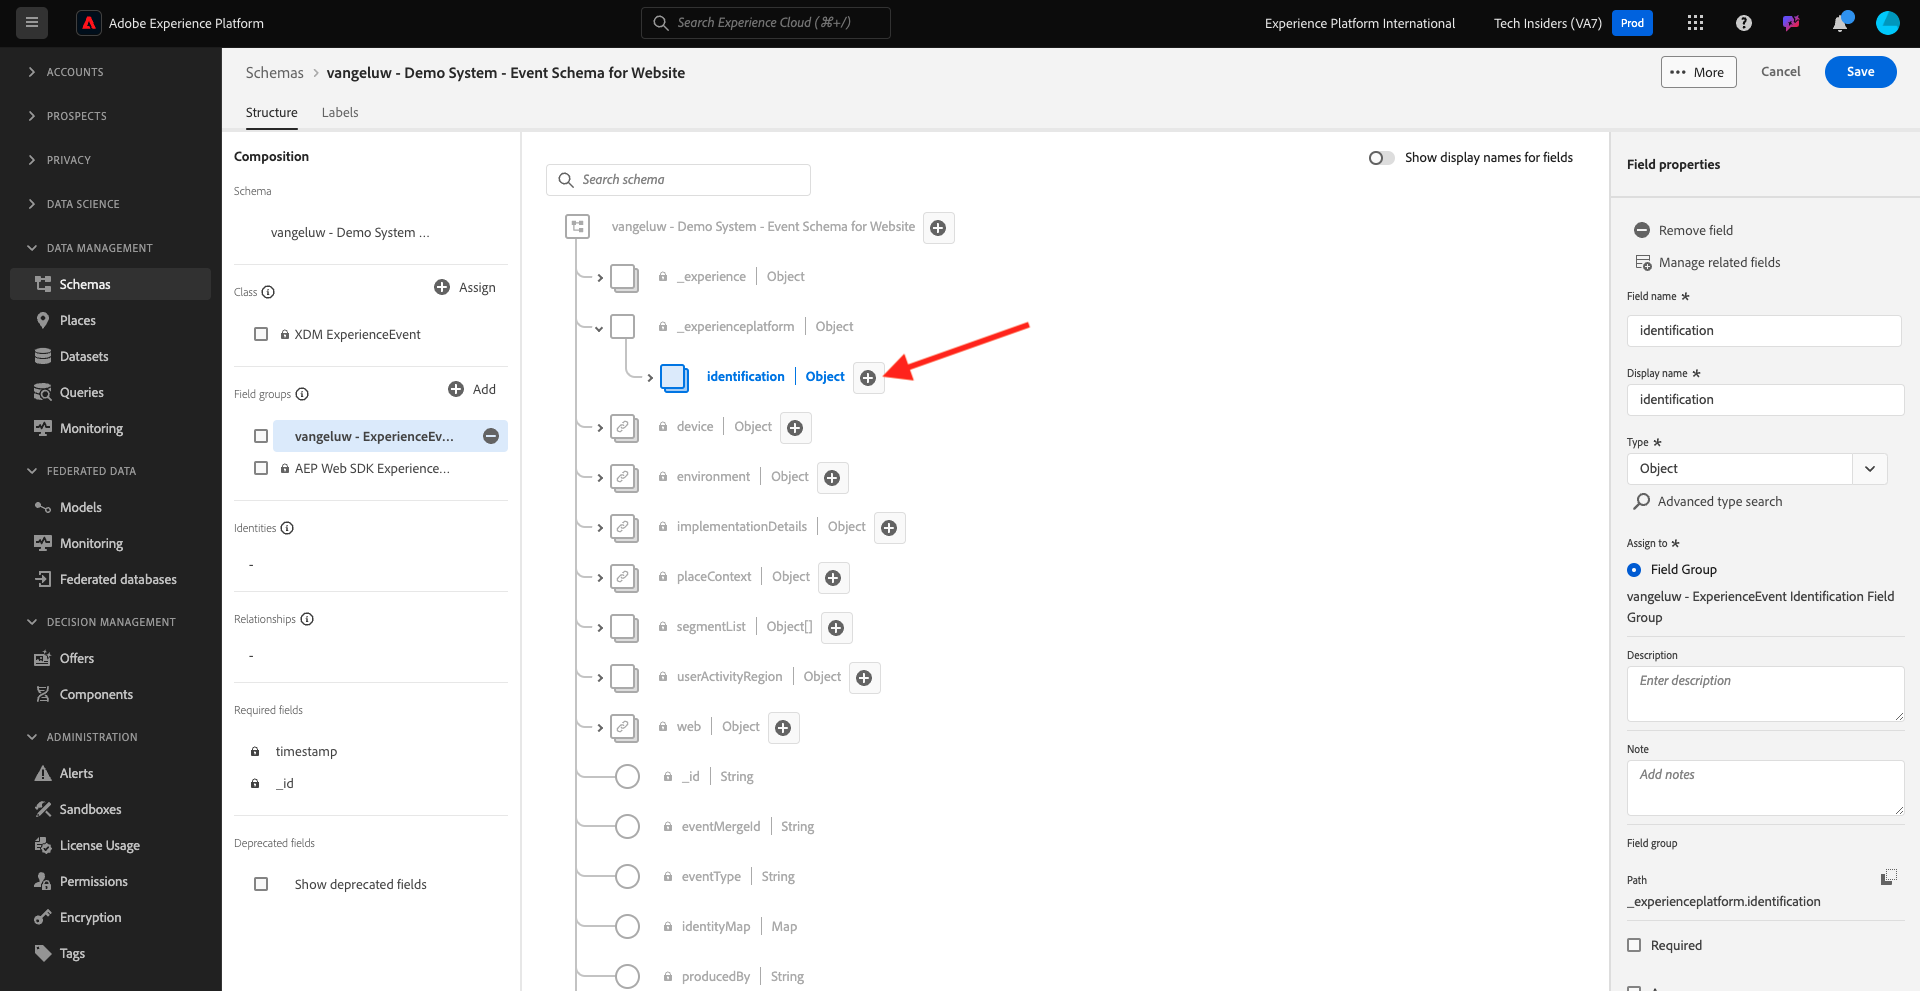 Adobe Experience Platform
Search Experience Cloud (⌘+/)
Experience Platform International
Tech Insiders (VA7)
Prod
ACCOUNTS
PROSPECTS
PRIVACY
DATA SCIENCE
DATA MANAGEMENT
Schemas
Places
Datasets
Queries
Monitoring
FEDERATED DATA
Models
Monitoring
Federated databases
DECISION MANAGEMENT
Offers
Components
ADMINISTRATION
Alerts
Sandboxes
License Usage
Permissions
Encryption
Tags
Schemas > vangeluw - Demo System - Event Schema for Website
••• More
Cancel
Save
Structure
Labels
Composition
Schema
vangeluw - Demo System ...
Class
Assign
XDM ExperienceEvent
Field groups
Add
vangeluw - ExperienceEv...
AEP Web SDK Experience...
Identities
-
Relationships
-
Required fields
timestamp
_id
Deprecated fields
Show deprecated fields
Search schema
Show display names for fields
vangeluw - Demo System - Event Schema for Website
_experience | Object
_experienceplatform | Object
identification | Object
device | Object
environment | Object
implementationDetails | Object
placeContext | Object
segmentList | Object[]
userActivityRegion | Object
web | Object
_id | String
eventMergeId | String
eventType | String
identityMap | Map
producedBy | String
Field properties
Remove field
Manage related fields
Field name *
identification
Display name *
identification
Type *
Object
Advanced type search
Assign to *
Field Group
vangeluw - ExperienceEvent Identification Field
Group
Description
Enter description
Note
Add notes
Field group
Path
_experienceplatform.identification
Required